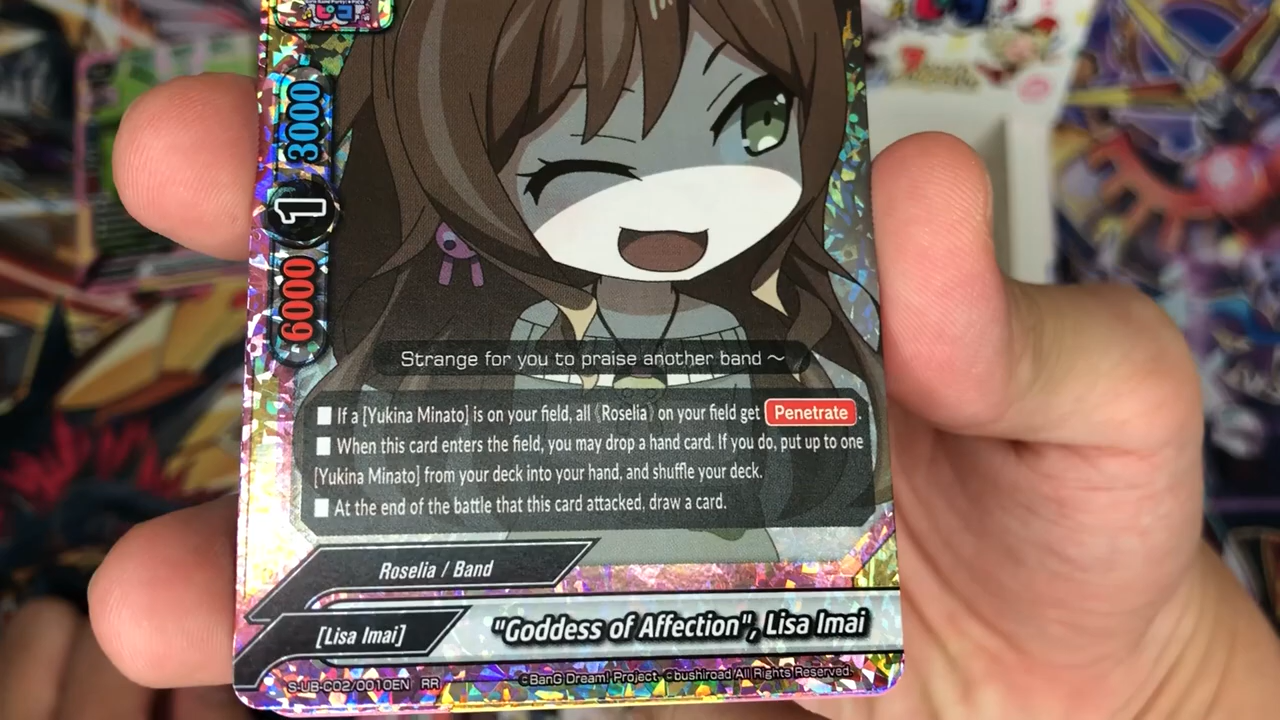 ピコ
3000
1
6000
Strange for you to praise another band ～
■ If a [Yukina Minato] is on your field, all 《Roselia》 on your field get Penetrate.
■ When this card enters the field, you may drop a hand card. If you do, put up to one
[Yukina Minato] from your deck into your hand, and shuffle your deck.
■ At the end of the battle that this card attacked, draw a card.
Roselia / Band
[Lisa Imai]
"Goddess of Affection", Lisa Imai
S-UB-C02/0010EN RR
©BanG Dream! Project ©bushiroad All Rights Reserved.